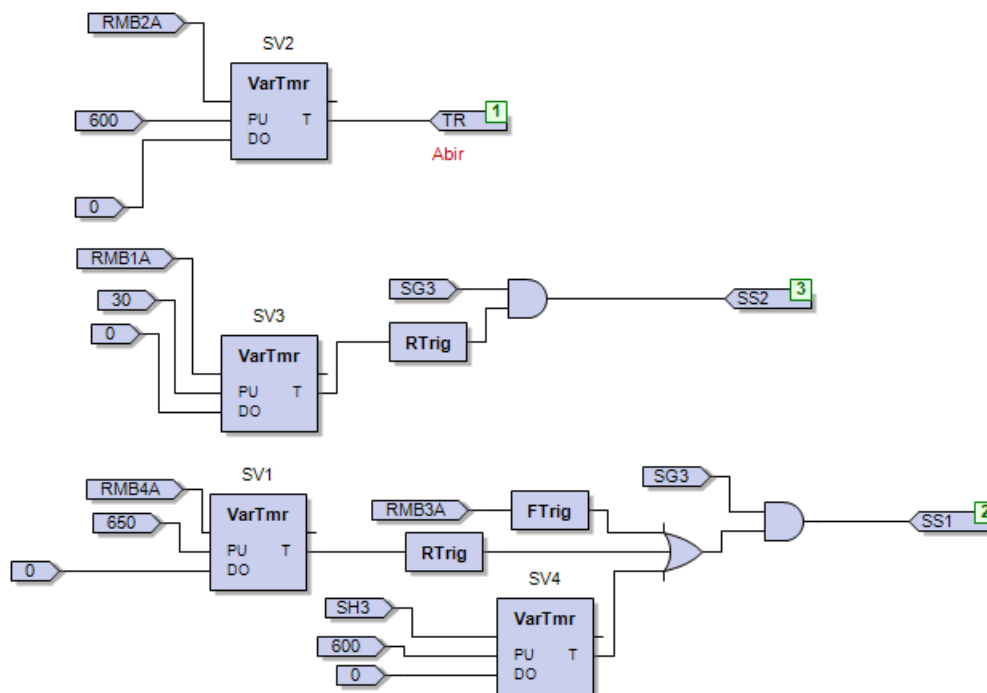 RMB2A
SV2
VarTmr
600
PU T
DO
TR
1
Abir
0
RMB1A
30
0
SV3
VarTmr
PU T
DO
SG3
RTrig
SS2
3
SV1
RMB4A
650
0
VarTmr
PU T
DO
RMB3A
FTrig
RTrig
SG3
SS1
2
SV4
SH3
600
0
VarTmr
PU T
DO